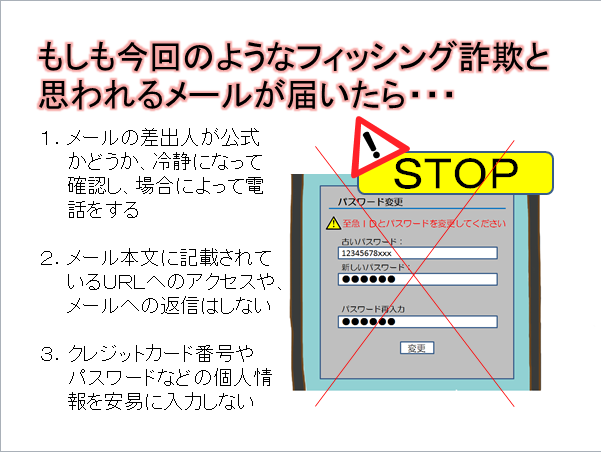 もしも今回のようなフィッシング詐欺と
思われるメールが届いたら・・・
１．メールの差出人が公式
かどうか、冷静になって
確認し、場合によって電
話をする
２．メール本文に記載されて
いるＵＲＬへのアクセスや、
メールへの返信はしない
３．クレジットカード番号や
パスワードなどの個人情
報を安易に入力しない
！
ＳＴＯＰ
パスワード変更
！至急ＩＤとパスワードを変更してください
古いパスワード：
12345678xxx
新しいパスワード：
●●●●●●
パスワード再入力
●●●●●●
変更